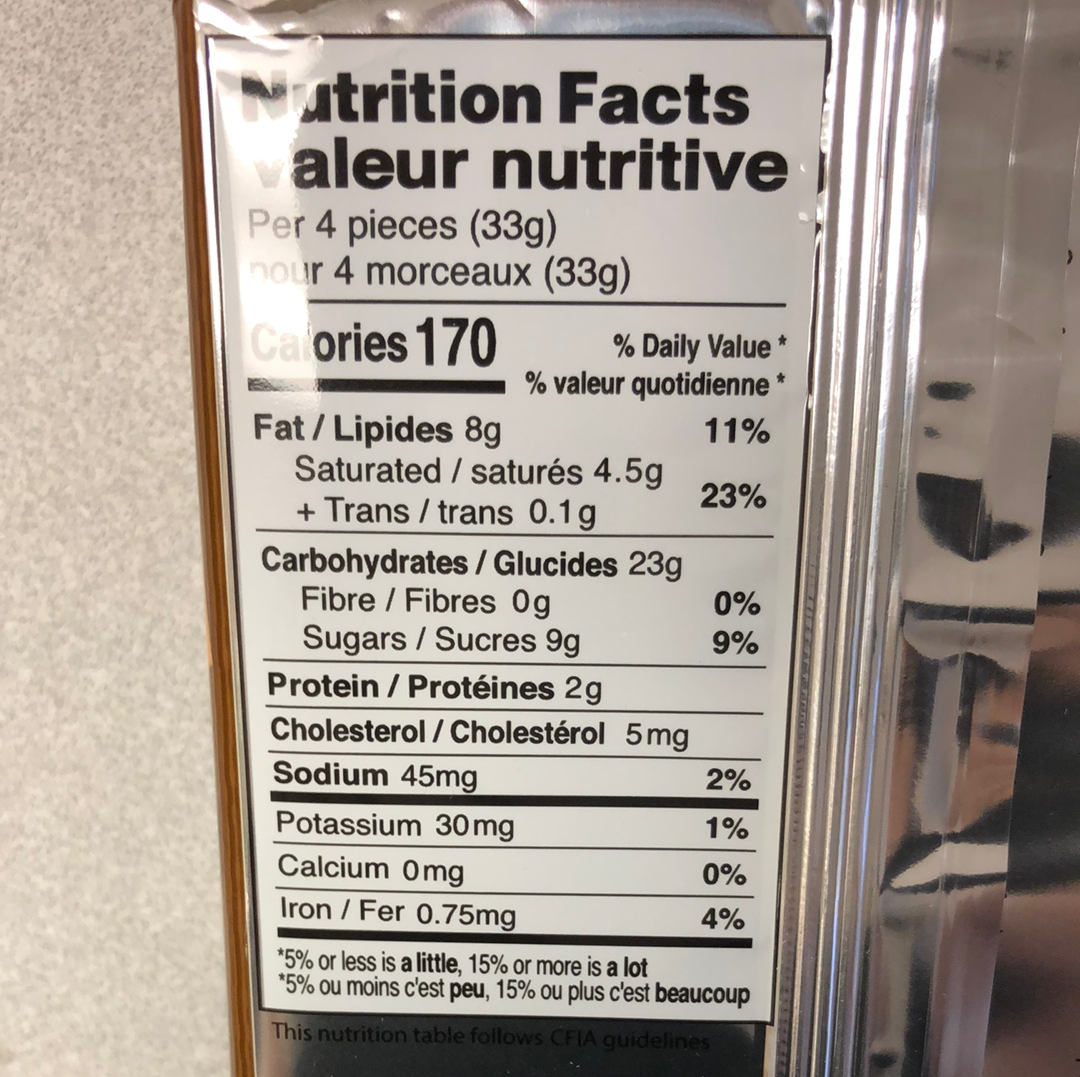 Nutrition Facts
Valeur nutritive
Per 4 pieces (33g)
pour 4 morceaux (33g)
Calories 170
% Daily Value *
% valeur quotidienne *
Fat / Lipides 8g 11%
Saturated / saturés 4.5g
+ Trans / trans 0.1g 23%
Carbohydrates / Glucides 23g
Fibre / Fibres 0g 0%
Sugars / Sucres 9g 9%
Protein / Protéines 2g
Cholesterol / Cholestérol 5mg
Sodium 45mg 2%
Potassium 30mg 1%
Calcium 0mg 0%
Iron / Fer 0.75mg 4%
*5% or less is a little, 15% or more is a lot
*5% ou moins c'est peu, 15% ou plus c'est beaucoup
This nutrition table follows CFIA guidelines